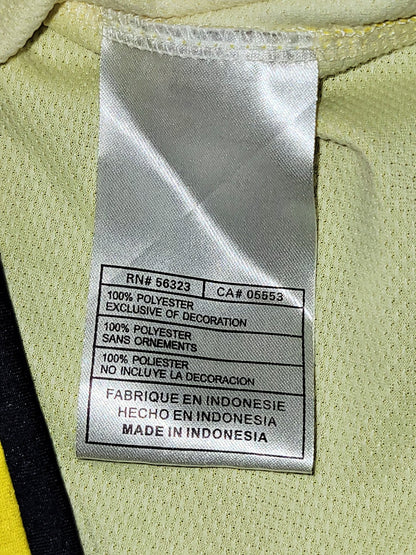 RN# 56323 CA# 05553
100% POLYESTER
EXCLUSIVE OF DECORATION
100% POLYESTER
SANS ORNEMENTS
100% POLIESTER
NO INCLUYE LA DECORACIÓN
FABRIQUE EN INDONESIE
HECHO EN INDONESIA
MADE IN INDONESIA